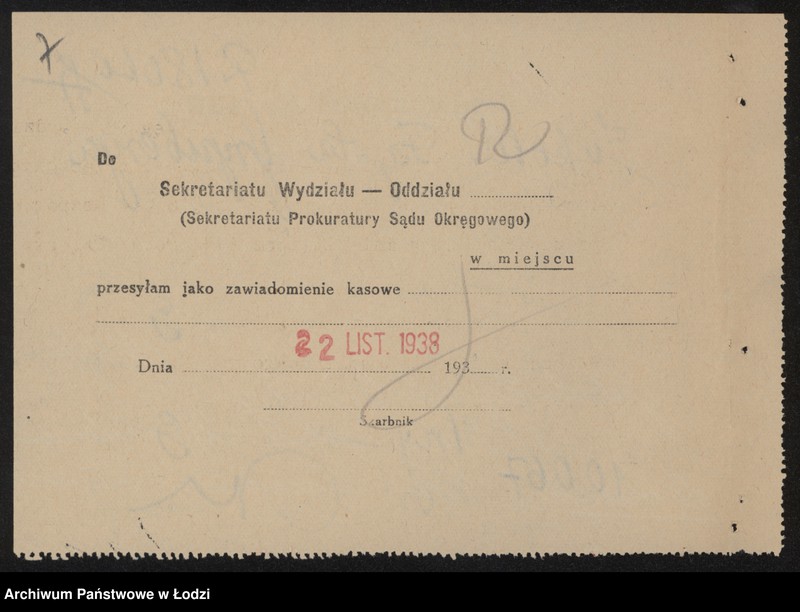 7
R
Do
Sekretariatu Wydziału — Oddziału ..........
(Sekretariatu Prokuratury Sądu Okręgowego)
w miejscu
przesyłam jako zawiadomienie kasowe ..........
22 LIST. 1938
Dnia .......... 193..... r.
Skarbnik
Archiwum Państwowe w Łodzi